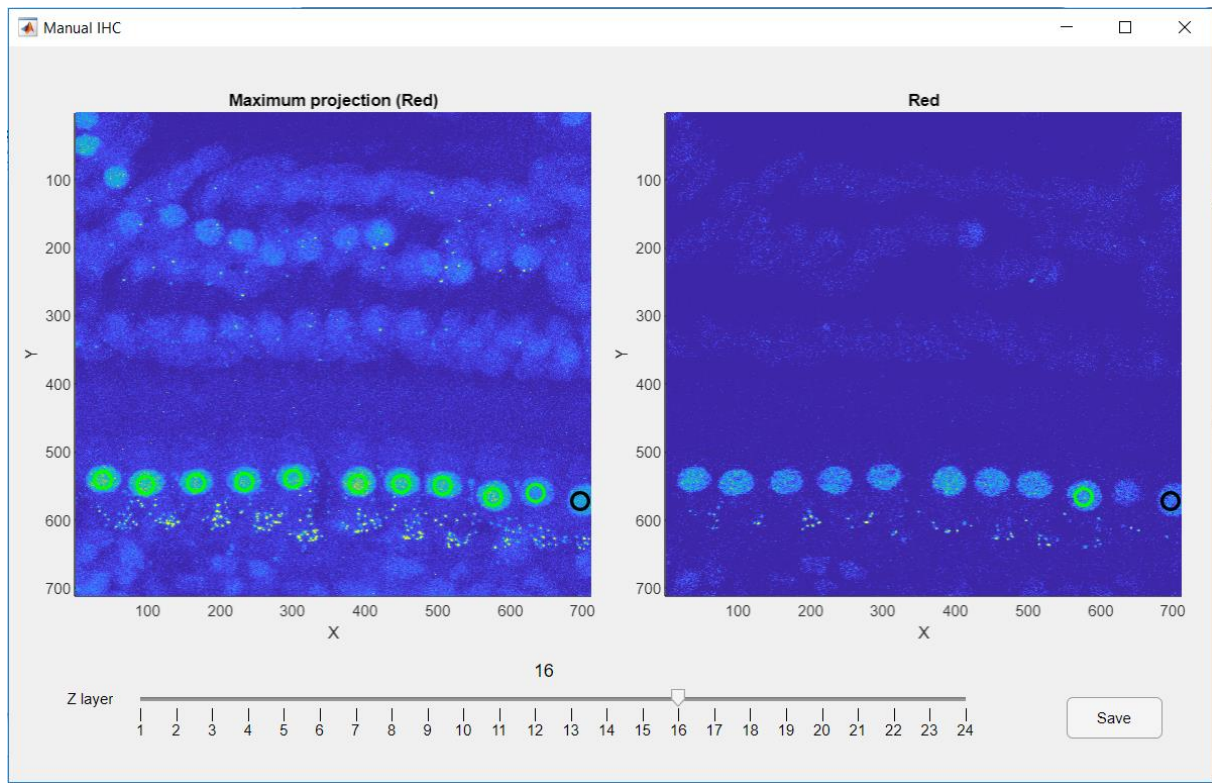 Manual IHC
Maximum projection (Red)
Red
100
200
300
400
500
600
700
Y
100 200 300 400 500 600 700
X
100
200
300
400
500
600
700
Y
100 200 300 400 500 600 700
X
16
Z layer
1 2 3 4 5 6 7 8 9 10 11 12 13 14 15 16 17 18 19 20 21 22 23 24
Save